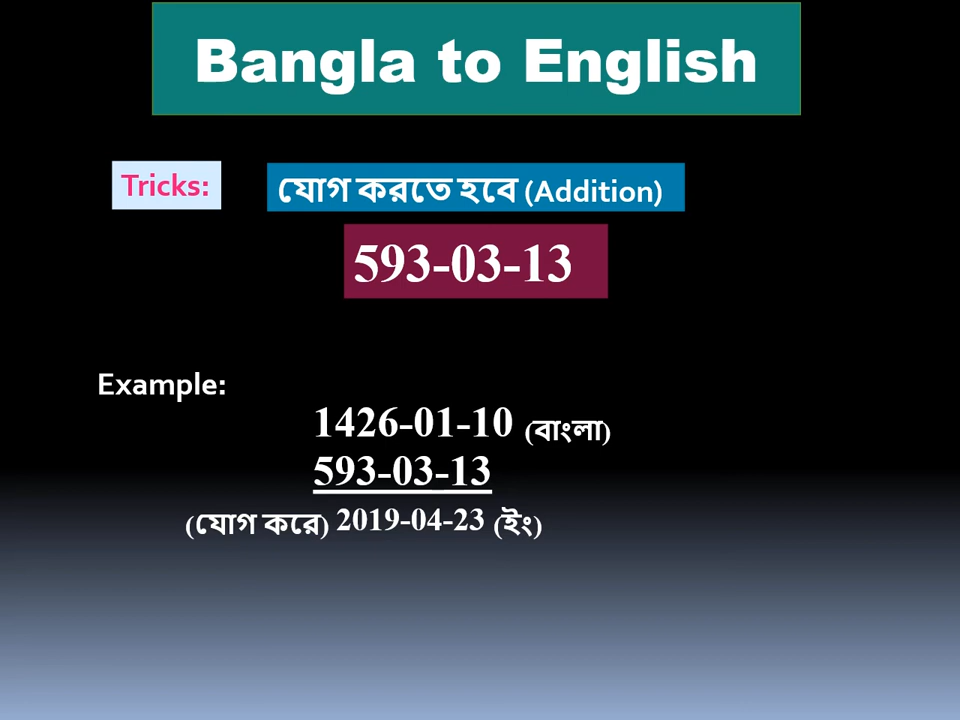 Bangla to English
Tricks: যোগ করতে হবে (Addition)
593-03-13
Example:
1426-01-10 (বাংলা)
593-03-13
(যোগ করে) 2019-04-23 (ইং)